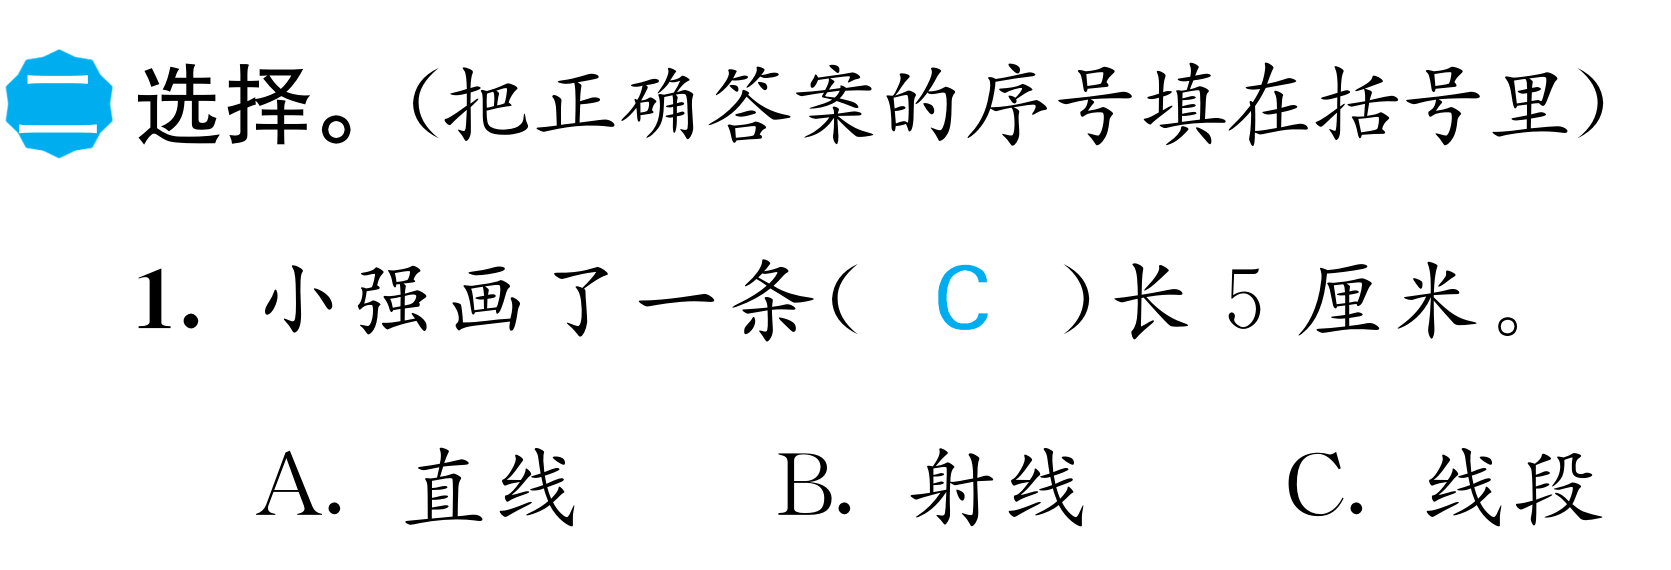 二 选择。(把正确答案的序号填在括号里)
1. 小强画了一条( C )长 5 厘米。
A. 直线 B. 射线 C. 线段